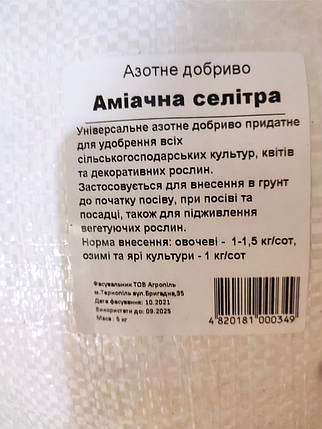 Азотне добриво
Аміачна селітра
Універсальне азотне добриво придатне
для удобрення всіх
сільськогосподарських культур, квітів
та декоративних рослин.
Застосовується для внесення в грунт
до початку посіву, при посіві та
посадці, також для підживлення
вегетуючих рослин.
Норма внесення: овочеві - 1-1,5 кг/сот,
озимі та ярі культури - 1 кг/сот
Фасувальник ТОВ Агропіль
м.Тернопіль вул.Бригадна,35
Дата фасування: 10.2021
Використати до: 09.2025
Маса: 5 кг
4 820181 000349